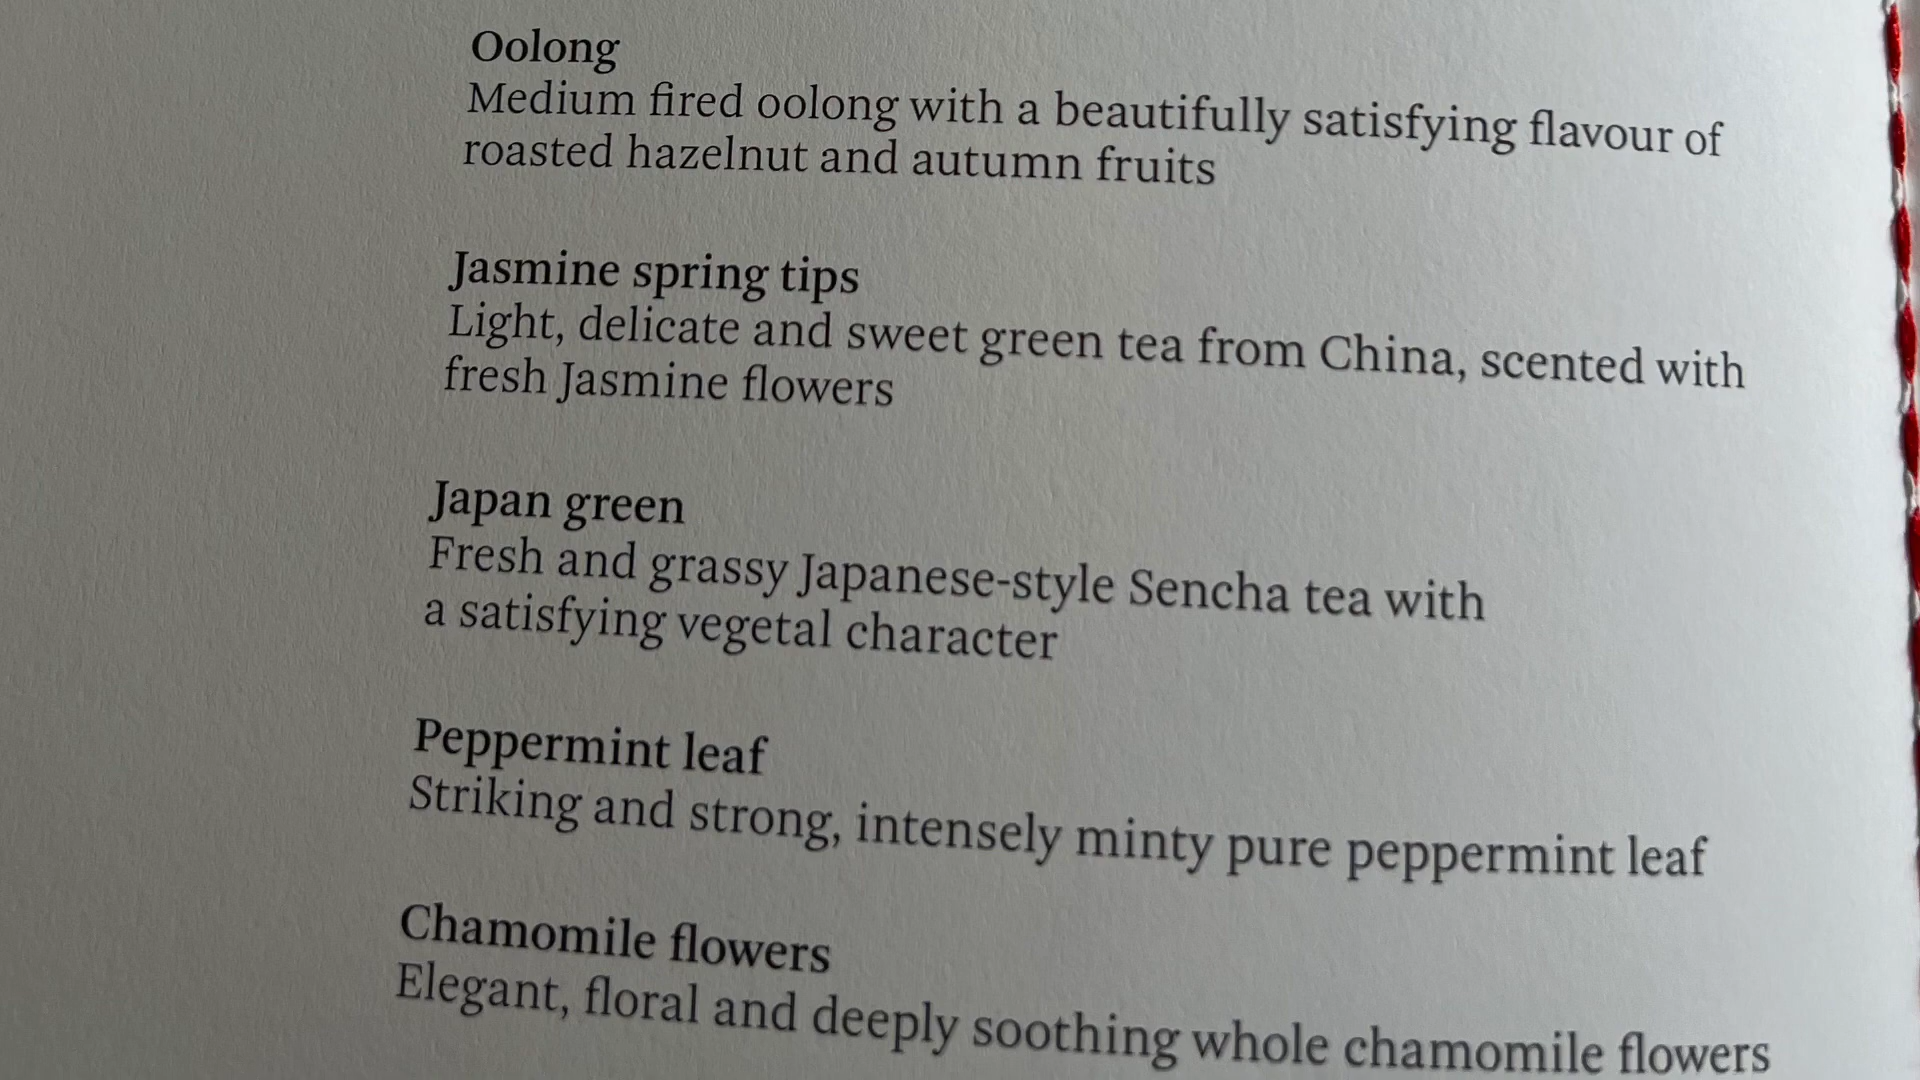 Oolong
Medium fired oolong with a beautifully satisfying flavour of
roasted hazelnut and autumn fruits
Jasmine spring tips
Light, delicate and sweet green tea from China, scented with
fresh Jasmine flowers
Japan green
Fresh and grassy Japanese-style Sencha tea with
a satisfying vegetal character
Peppermint leaf
Striking and strong, intensely minty pure peppermint leaf
Chamomile flowers
Elegant, floral and deeply soothing whole chamomile flowers